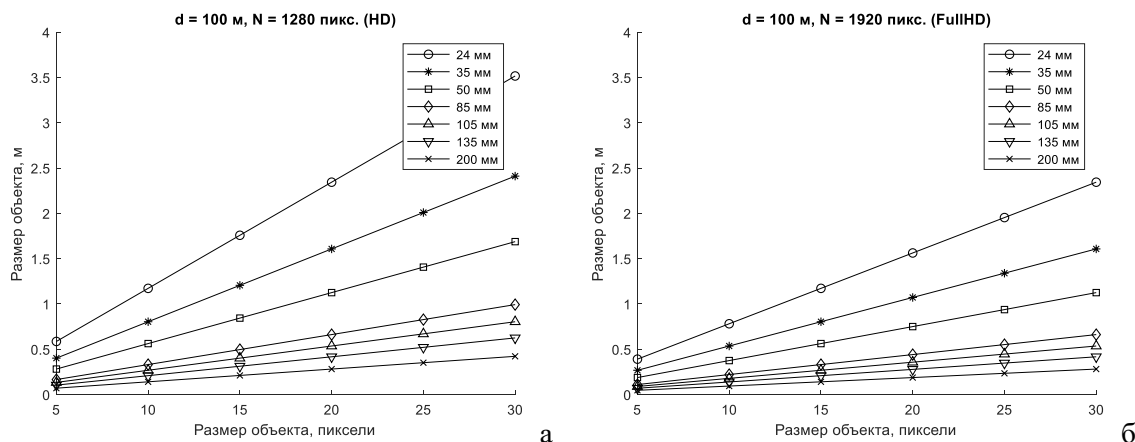 d = 100 м, N = 1280 пикс. (HD)
4
3.5
3
2.5
2
1.5
1
0.5
0
Размер объекта, м
24 мм
35 мм
50 мм
85 мм
105 мм
135 мм
200 мм
5 10 15 20 25 30
Размер объекта, пиксели
а
d = 100 м, N = 1920 пикс. (FullHD)
4
3.5
3
2.5
2
1.5
1
0.5
0
Размер объекта, м
24 мм
35 мм
50 мм
85 мм
105 мм
135 мм
200 мм
5 10 15 20 25 30
Размер объекта, пиксели
б